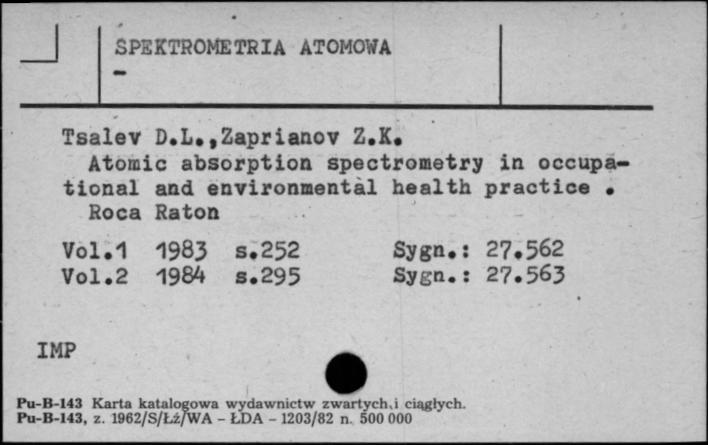 SPEKTROMETRIA ATOMOWA
-
Tsalev D.L.,Zaprianov Z.K.
Atomic absorption spectrometry in occupa-
tional and environmental health practice .
Roca Raton
Vol.1 1983 s.252 Sygn.: 27.562
Vol.2 1984 s.295 Sygn.: 27.563
IMP
Pu-B-143 Karta katalogowa wydawnictw zwartych i ciągłych.
Pu-B-143, z. 1962/S/Łź/WA - ŁDA - 1203/82 n. 500 000